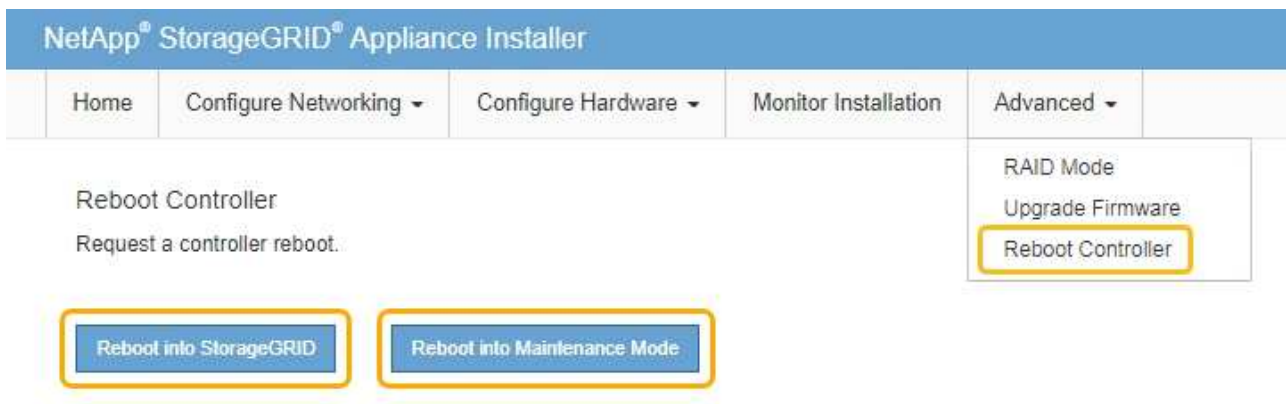 NetApp® StorageGRID® Appliance Installer
Home Configure Networking Configure Hardware Monitor Installation Advanced
RAID Mode
Upgrade Firmware
Reboot Controller
Reboot Controller
Request a controller reboot.
Reboot into StorageGRID Reboot into Maintenance Mode